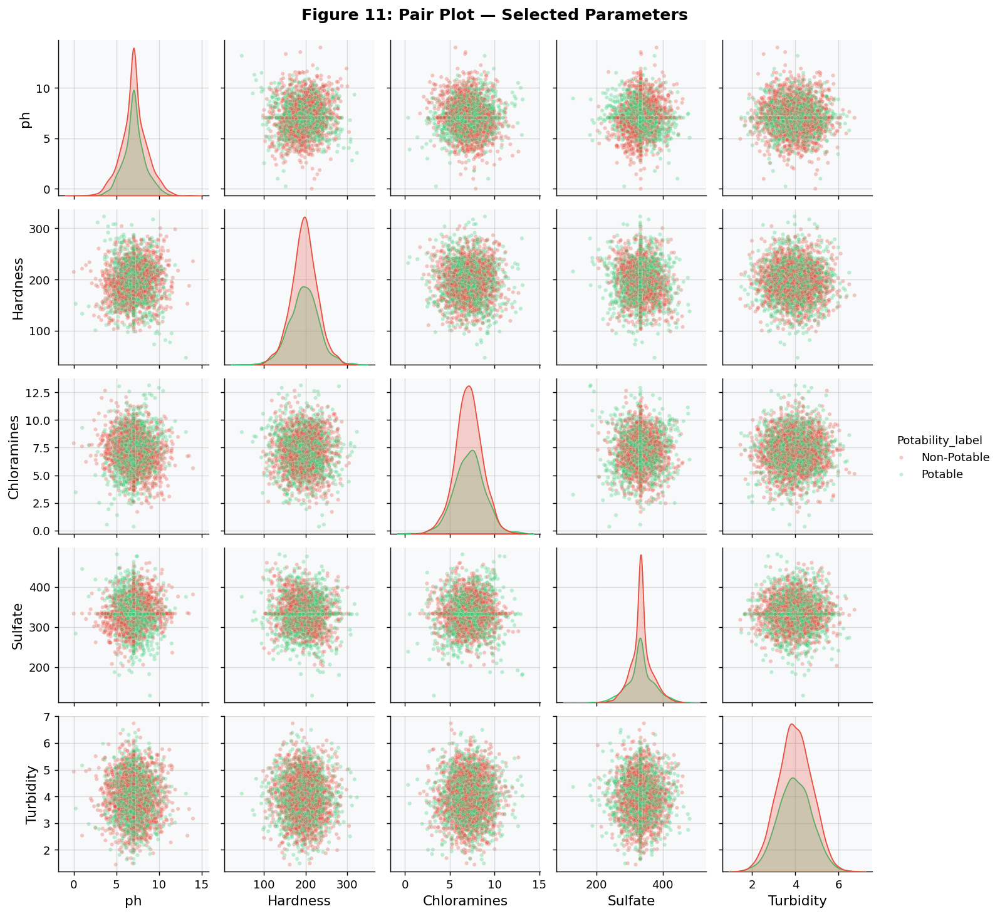 Figure 11: Pair Plot — Selected Parameters
10
5
0
ph
300
200
100
Hardness
12.5
10.0
7.5
5.0
2.5
0.0
Chloramines
Potability_label
Non-Potable
Potable
400
300
200
Sulfate
7
6
5
4
3
2
Turbidity
0 5 10 15
100 200 300
0 5 10 15
200 400
2 4 6
ph
Hardness
Chloramines
Sulfate
Turbidity